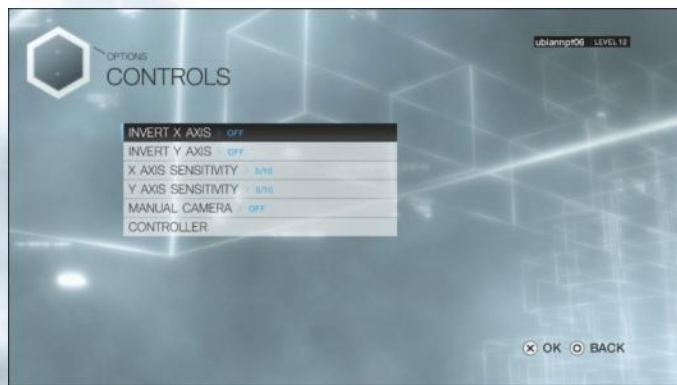 OPTIONS
CONTROLS
ubiannpt06 LEVEL 12
INVERT X AXIS OFF
INVERT Y AXIS OFF
X AXIS SENSITIVITY 5/10
Y AXIS SENSITIVITY 5/10
MANUAL CAMERA OFF
CONTROLLER
OK BACK